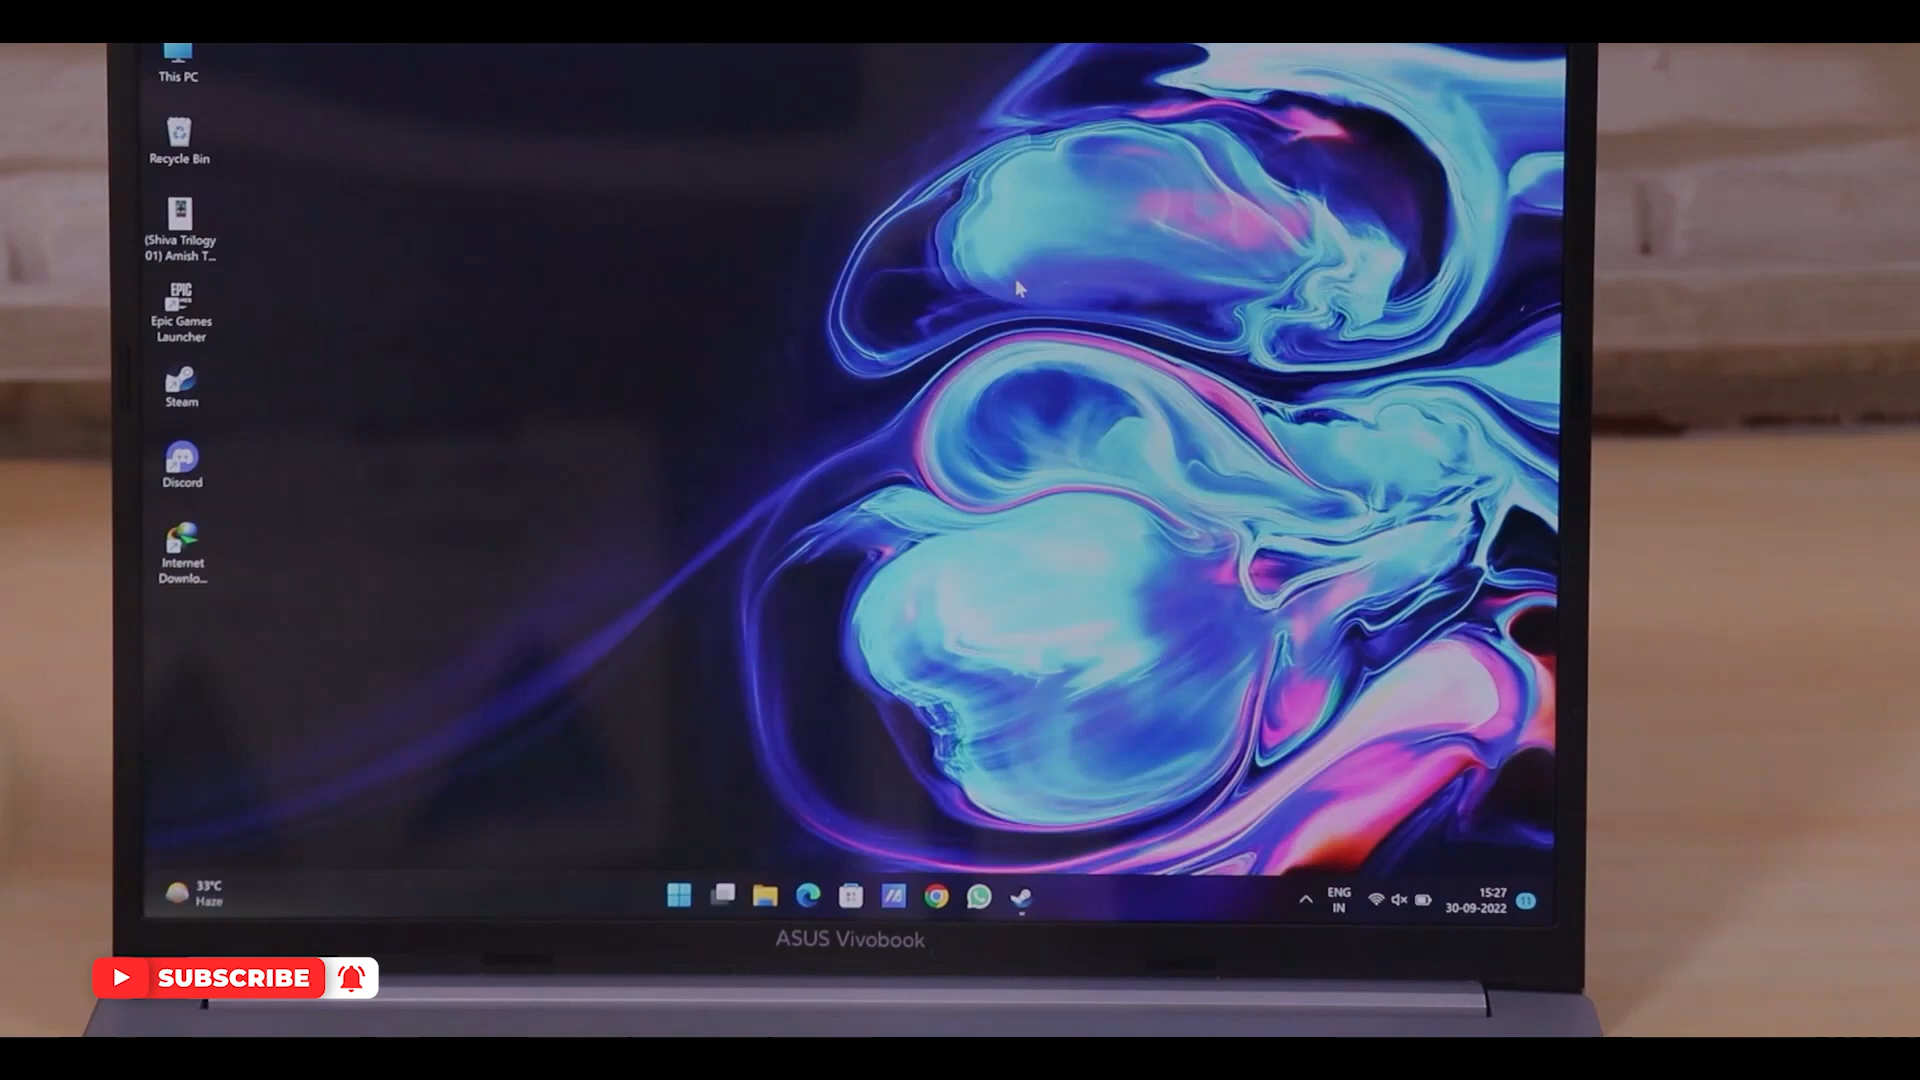 This PC
Recycle Bin
(Shiva Trilogy
01) Amish T...
EPIC
Epic Games
Launcher
Steam
Discord
Internet
Downlo...
33°C
Haze
ENG
IN
15:27
30-09-2022
11
ASUS Vivobook
SUBSCRIBE